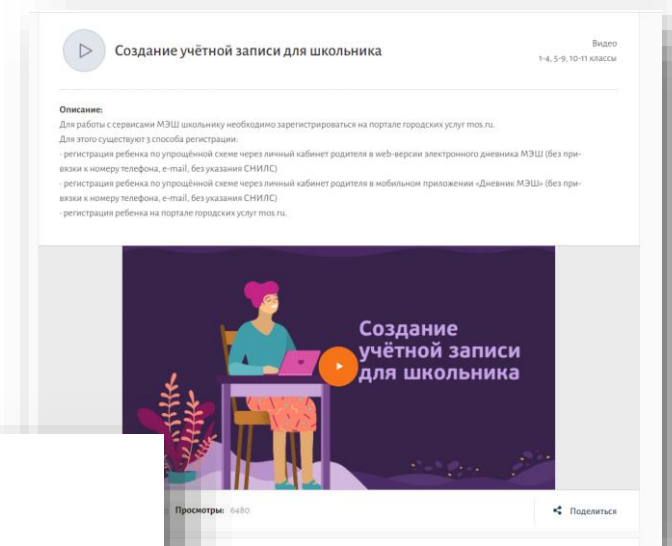 Создание учётной записи для школьника
Видео
1-4, 5-9, 10-11 классы
Описание:
Для работы с сервисами МЭШ школьнику необходимо зарегистрироваться на портале городских услуг mos.ru.
Для этого существуют 3 способа регистрации:
- регистрация ребенка по упрощённой схеме через личный кабинет родителя в web-версии электронного дневника МЭШ (без при-
вязки к номеру телефона, e-mail, без указания СНИЛС)
- регистрация ребенка по упрощённой схеме через личный кабинет родителя в мобильном приложении «Дневник МЭШ» (без при-
вязки к номеру телефона, e-mail, без указания СНИЛС)
- регистрация ребенка на портале городских услуг mos.ru.
Создание
учётной записи
для школьника
Просмотры: 6480
Поделиться